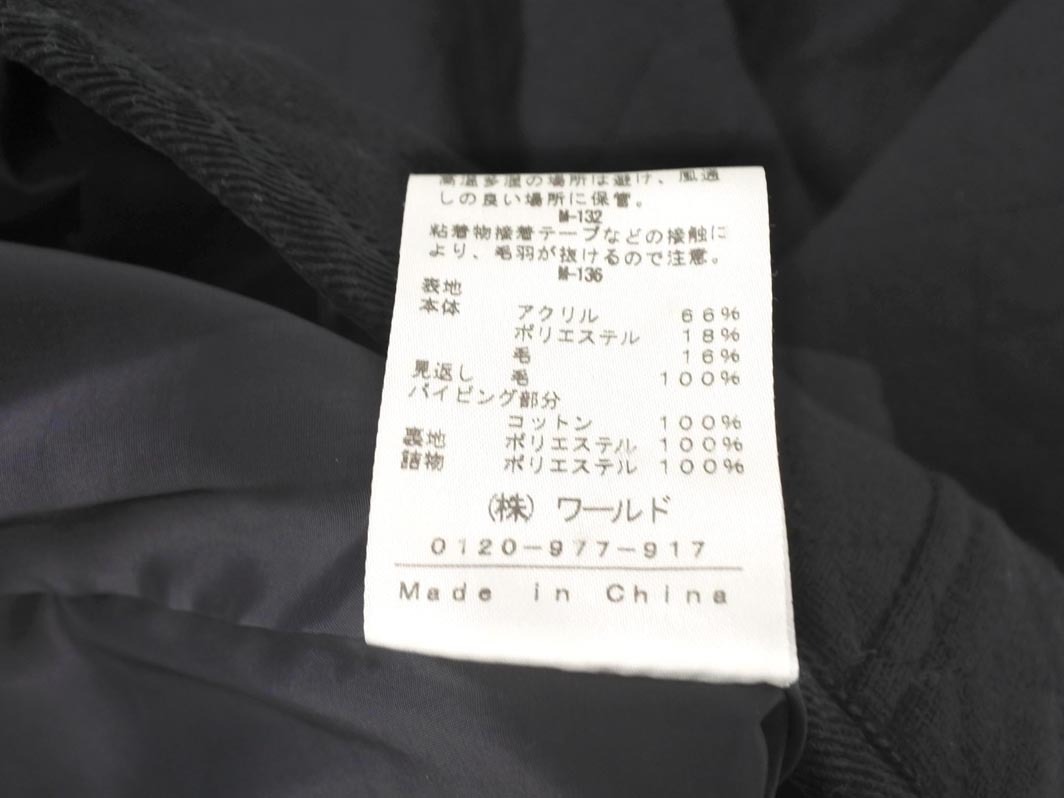 高温多湿の場所は避け、風通
しの良い場所に保管。
M-132
粘着物接着テープなどの接触に
より、毛羽が抜けるので注意。
M-136
表地
本体 アクリル 66%
ポリエステル 18%
毛 16%
見返し 毛 100%
パイピング部分
コットン 100%
裏地 ポリエステル 100%
詰物 ポリエステル 100%
(株) ワールド
0120-977-917
Made in China